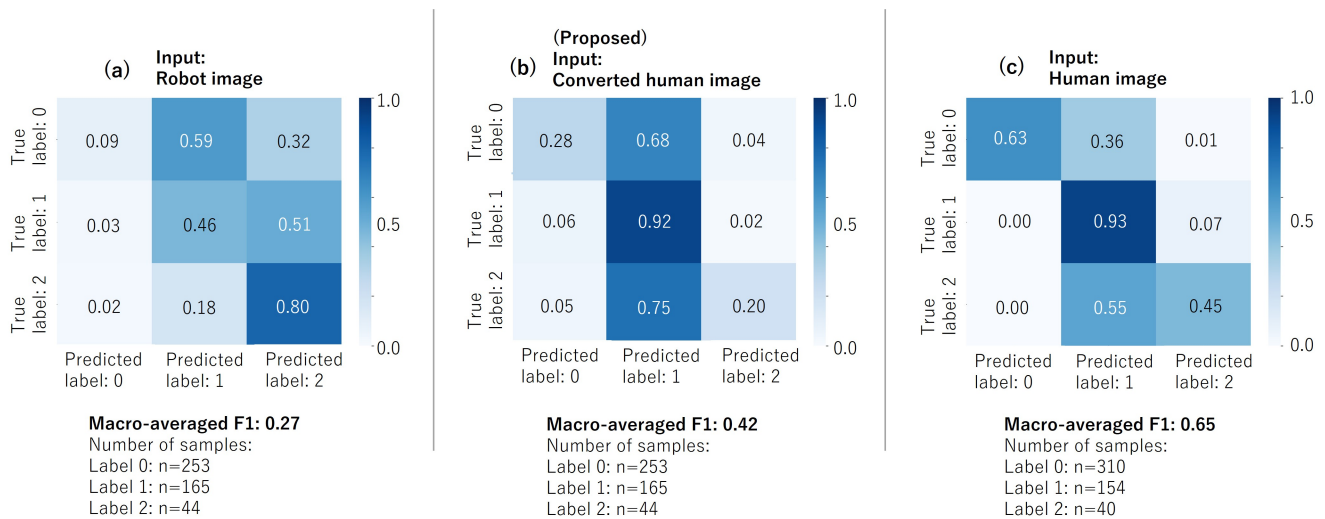 (a)
Input:
Robot image
1.0
True
label: 0
0.09
0.59
0.32
True
label: 1
0.03
0.46
0.51
0.5
True
label: 2
0.02
0.18
0.80
0.0
Predicted
label: 0
Predicted
label: 1
Predicted
label: 2
Macro-averaged F1: 0.27
Number of samples:
Label 0: n=253
Label 1: n=165
Label 2: n=44
(b)
(Proposed)
Input:
Converted human image
1.0
True
label: 0
0.28
0.68
0.04
True
label: 1
0.06
0.92
0.02
0.5
True
label: 2
0.05
0.75
0.20
0.0
Predicted
label: 0
Predicted
label: 1
Predicted
label: 2
Macro-averaged F1: 0.42
Number of samples:
Label 0: n=253
Label 1: n=165
Label 2: n=44
(c)
Input:
Human image
1.0
True
label: 0
0.63
0.36
0.01
True
label: 1
0.00
0.93
0.07
0.5
True
label: 2
0.00
0.55
0.45
0.0
Predicted
label: 0
Predicted
label: 1
Predicted
label: 2
Macro-averaged F1: 0.65
Number of samples:
Label 0: n=310
Label 1: n=154
Label 2: n=40